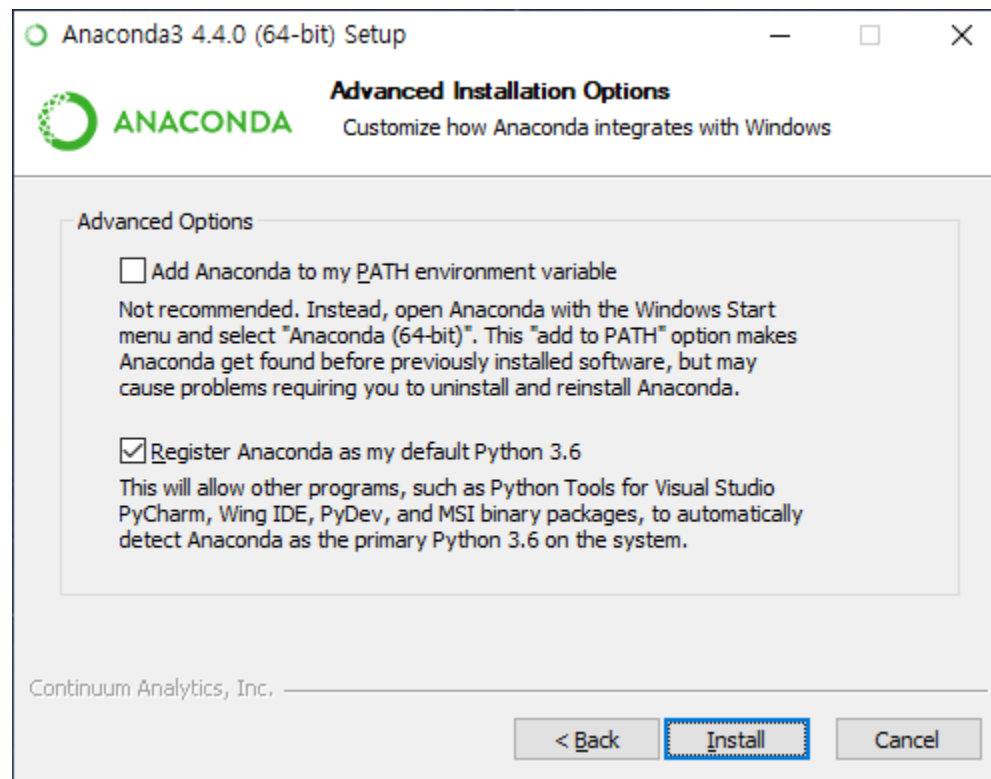 Anaconda3 4.4.0 (64-bit) Setup
ANACONDA
Advanced Installation Options
Customize how Anaconda integrates with Windows
Advanced Options
Add Anaconda to my PATH environment variable
Not recommended. Instead, open Anaconda with the Windows Start
menu and select "Anaconda (64-bit)". This "add to PATH" option makes
Anaconda get found before previously installed software, but may
cause problems requiring you to uninstall and reinstall Anaconda.
Register Anaconda as my default Python 3.6
This will allow other programs, such as Python Tools for Visual Studio
PyCharm, Wing IDE, PyDev, and MSI binary packages, to automatically
detect Anaconda as the primary Python 3.6 on the system.
Continuum Analytics, Inc.
< Back Install Cancel